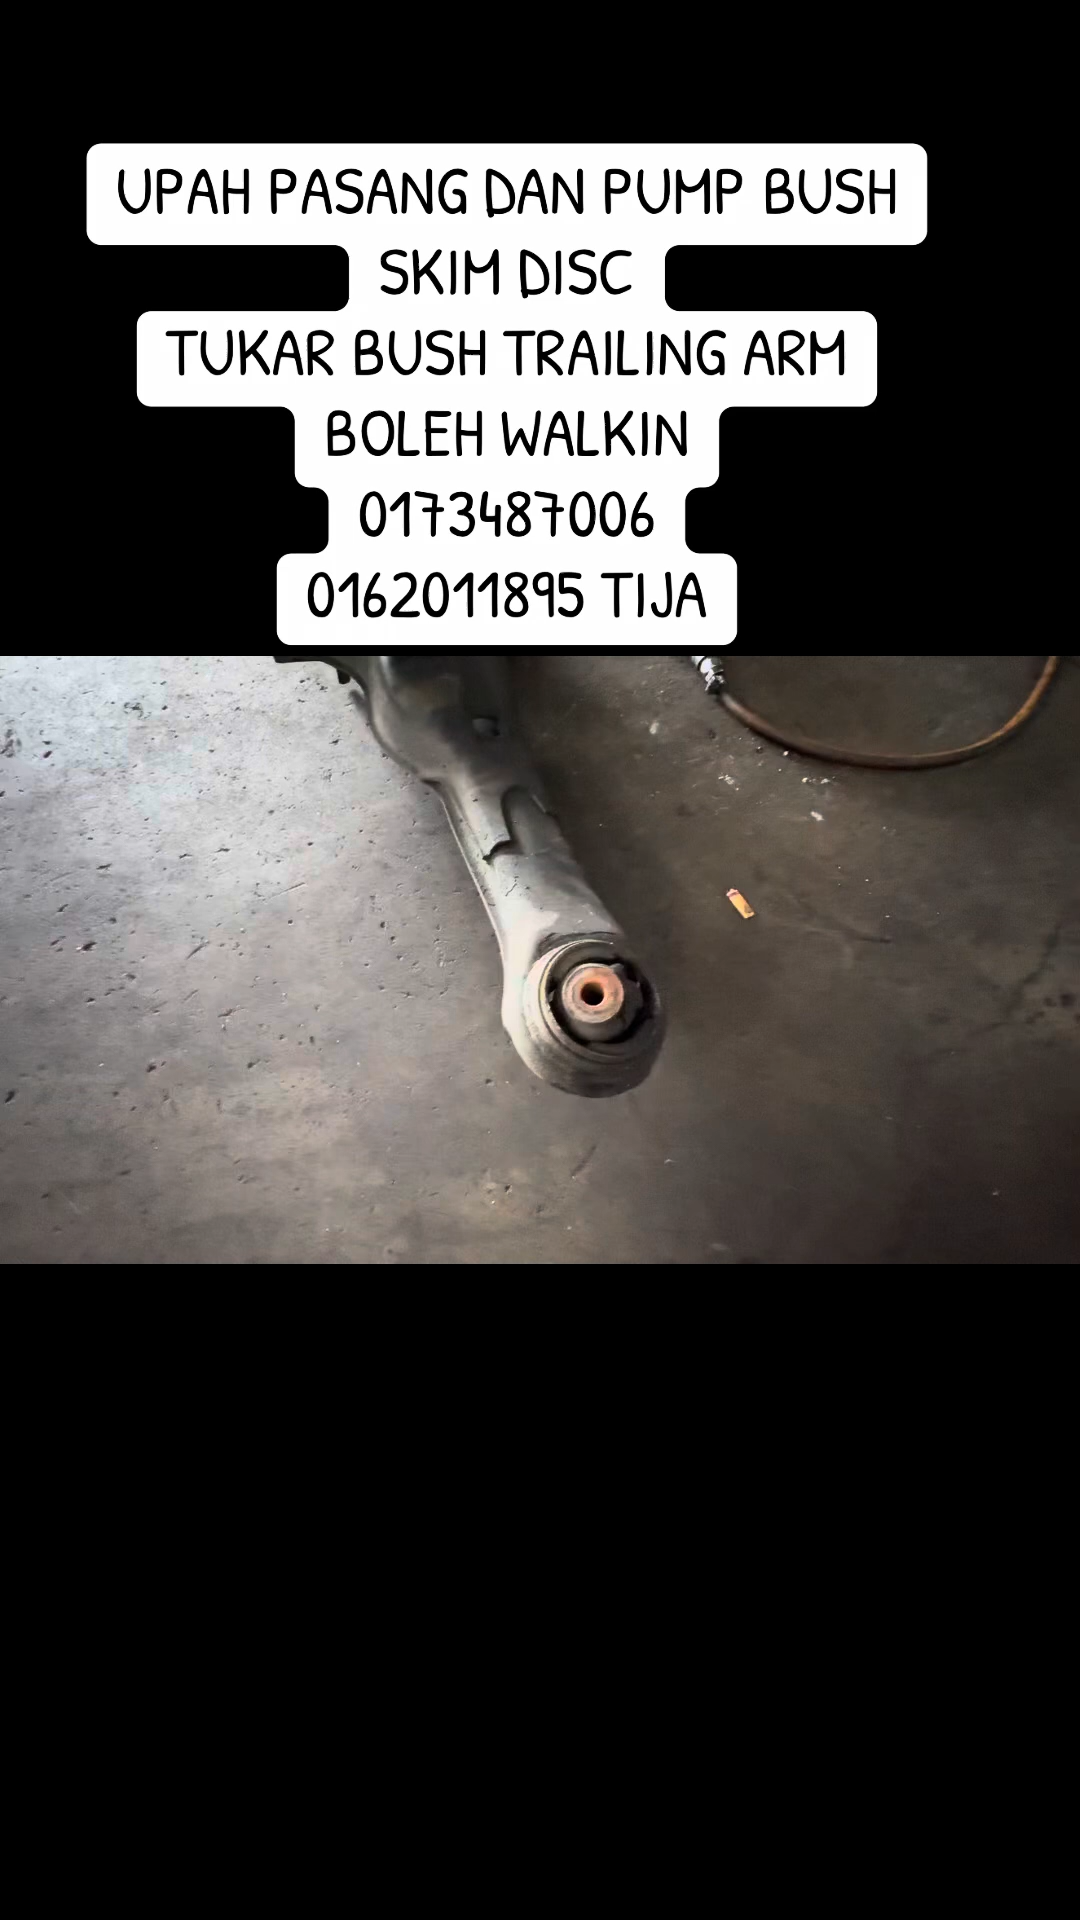 UPAH PASANG DAN PUMP BUSH
SKIM DISC
TUKAR BUSH TRAILING ARM
BOLEH WALKIN
0173487006
0162011895 TIJA